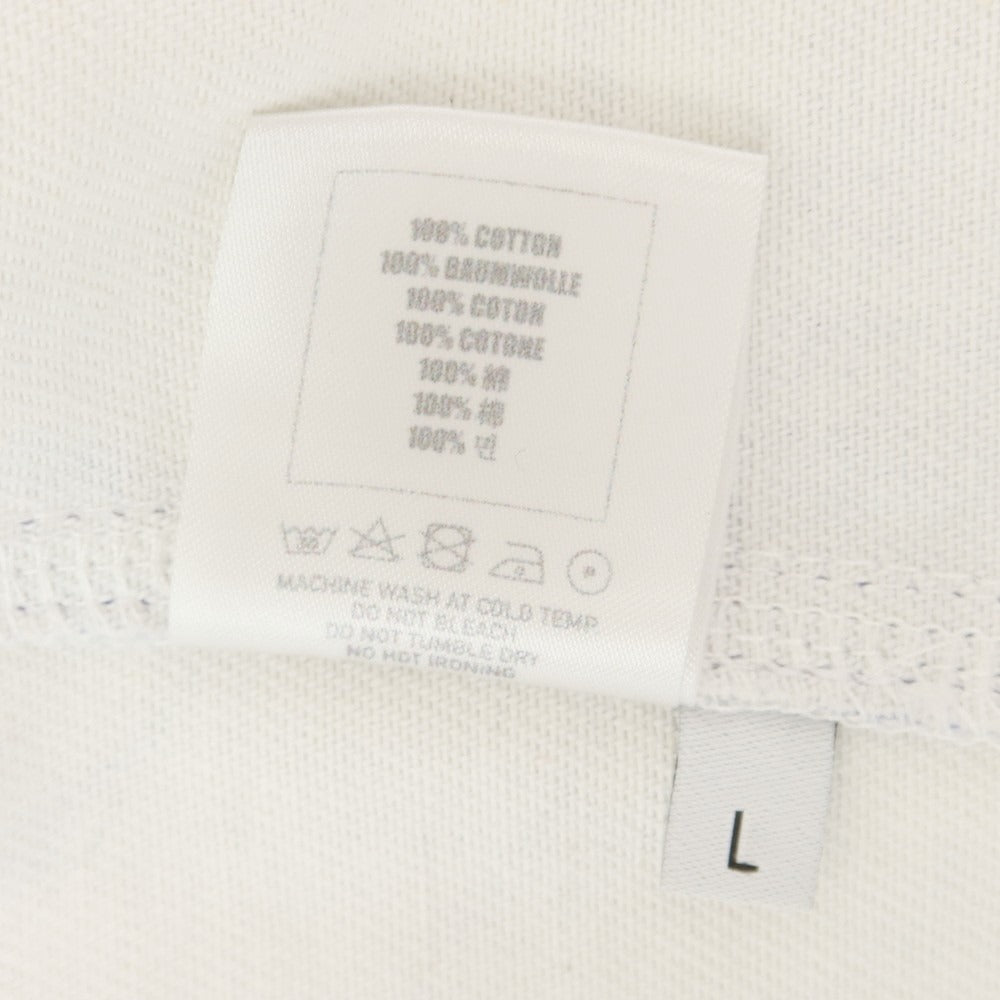 100% COTTON
100% BAUMWOLLE
100% COTON
100% COTONE
100% 綿
100% 棉
100% 면
MACHINE WASH AT COLD TEMP
DO NOT BLEACH
DO NOT TUMBLE DRY
NO HOT IRONING
L